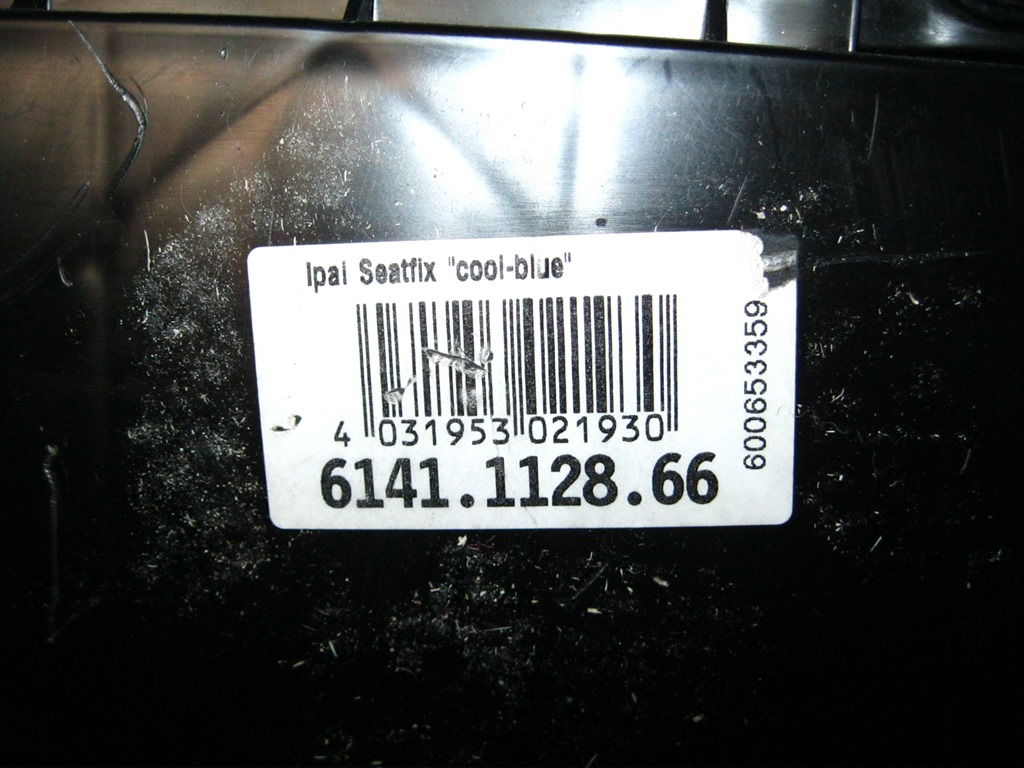 Ipai Seatfix "cool-blue"
4 031953 021930
6141.1128.66
600653359